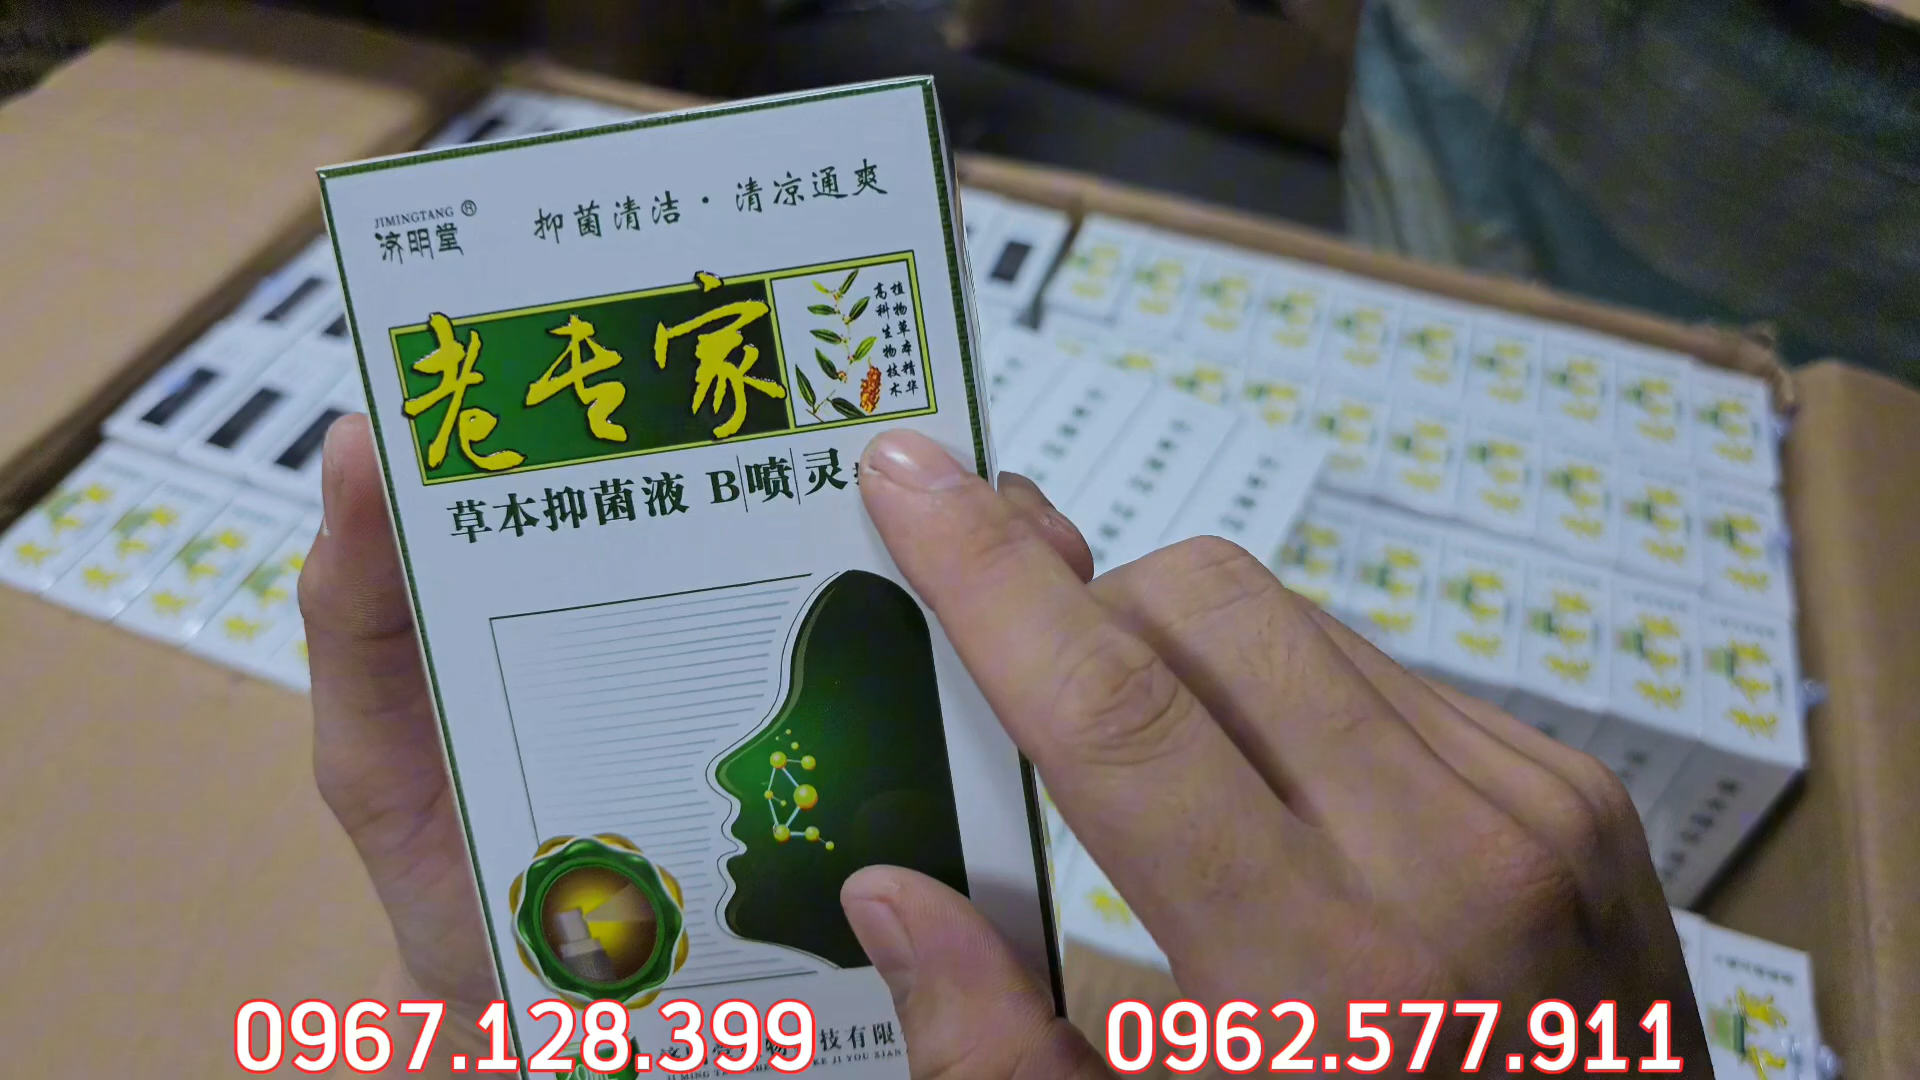 JIMINGTANG ®
济明堂
抑菌清洁·清凉通爽
老专家
植物草本精华
高科生物技术
草本抑菌液 B|喷|灵
技有限
0967.128.399
0962.577.911